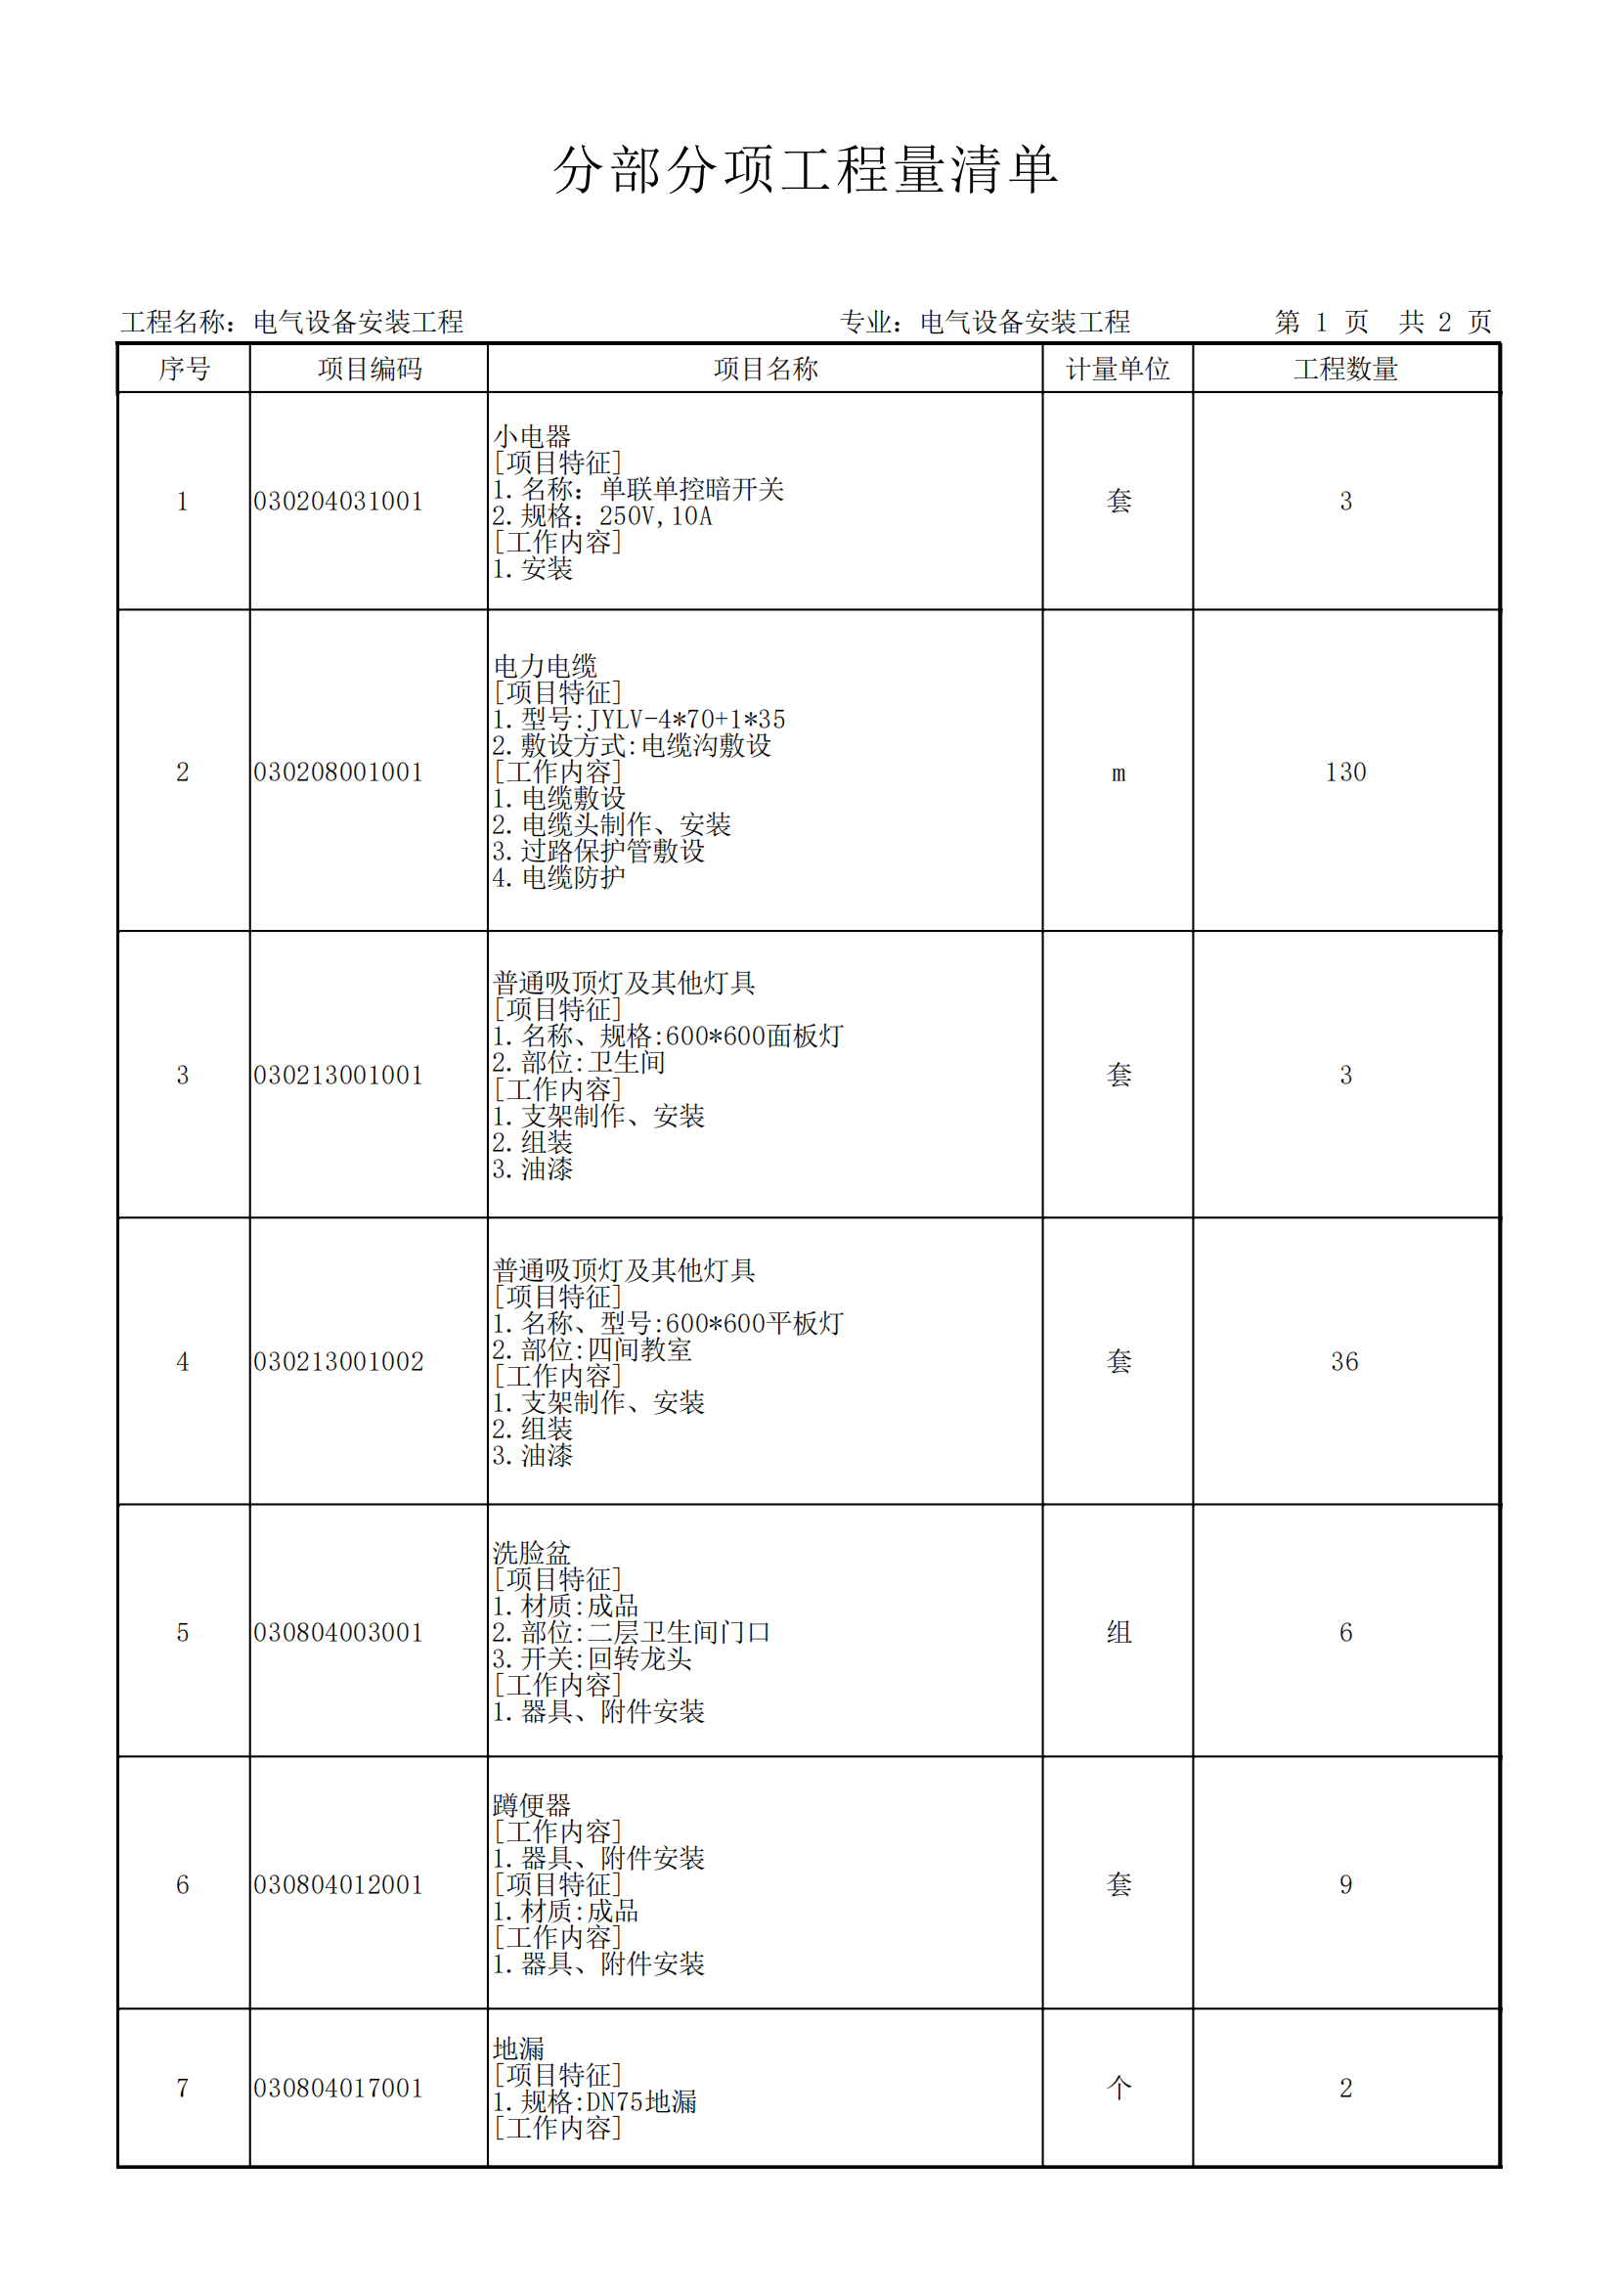 分部分项工程量清单
工程名称：电气设备安装工程 专业：电气设备安装工程 第 1 页 共 2 页
序号 项目编码 项目名称 计量单位 工程数量
1 030204031001 小电器 套 3
[项目特征]
1.名称：单联单控暗开关
2.规格：250V,10A
[工作内容]
1.安装
2 030208001001 电力电缆 m 130
[项目特征]
1.型号:JYLV-4*70+1*35
2.敷设方式:电缆沟敷设
[工作内容]
1.电缆敷设
2.电缆头制作、安装
3.过路保护管敷设
4.电缆防护
3 030213001001 普通吸顶灯及其他灯具 套 3
[项目特征]
1.名称、规格:600*600面板灯
2.部位:卫生间
[工作内容]
1.支架制作、安装
2.组装
3.油漆
4 030213001002 普通吸顶灯及其他灯具 套 36
[项目特征]
1.名称、型号:600*600平板灯
2.部位:四间教室
[工作内容]
1.支架制作、安装
2.组装
3.油漆
5 030804003001 洗脸盆 组 6
[项目特征]
1.材质:成品
2.部位:二层卫生间门口
3.开关:回转龙头
[工作内容]
1.器具、附件安装
6 030804012001 蹲便器 套 9
[工作内容]
1.器具、附件安装
[项目特征]
1.材质:成品
[工作内容]
1.器具、附件安装
7 030804017001 地漏 个 2
[项目特征]
1.规格:DN75地漏
[工作内容]